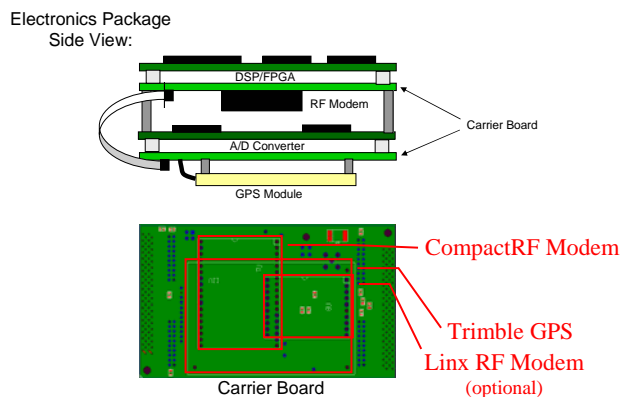 Electronics Package
Side View:
DSP/FPGA
RF Modem
Carrier Board
A/D Converter
GPS Module
CompactRF Modem
Trimble GPS
Linx RF Modem
(optional)
Carrier Board